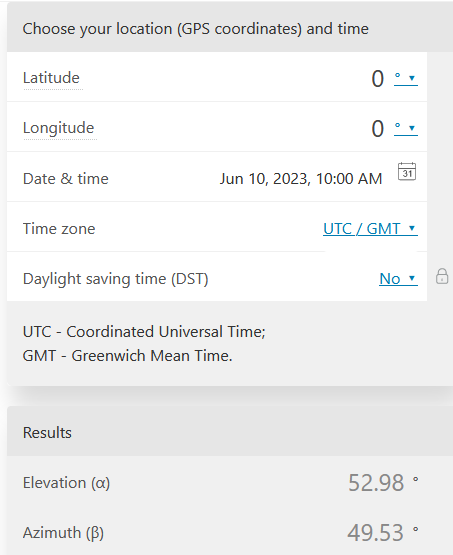 Choose your location (GPS coordinates) and time
Latitude 0 °
Longitude 0 °
Date & time Jun 10, 2023, 10:00 AM 31
Time zone UTC / GMT
Daylight saving time (DST) No
UTC - Coordinated Universal Time;
GMT - Greenwich Mean Time.
Results
Elevation (α) 52.98 °
Azimuth (β) 49.53 °